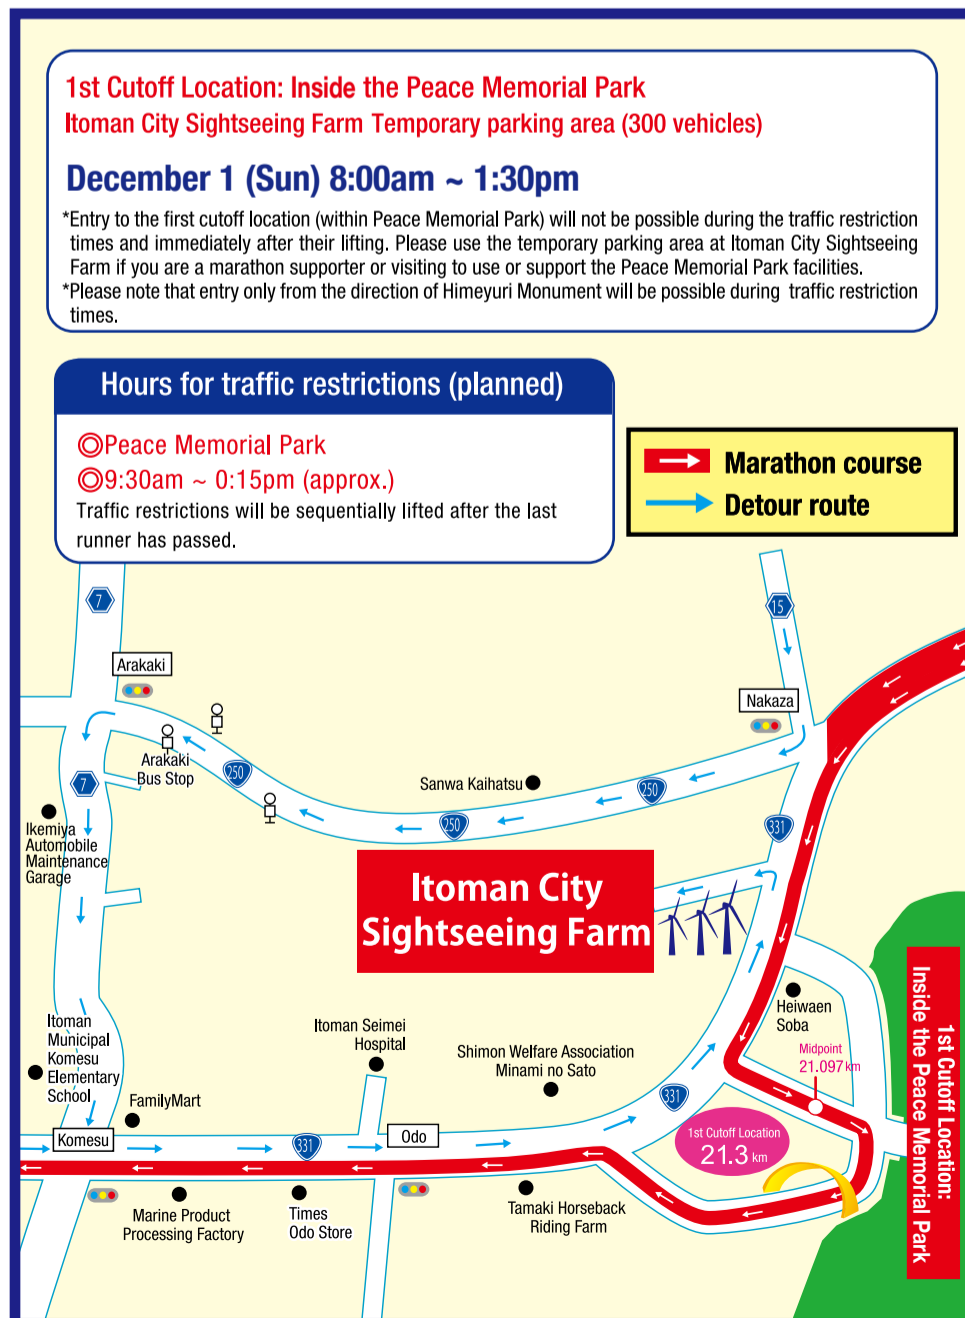 1st Cutoff Location: Inside the Peace Memorial Park
Itoman City Sightseeing Farm Temporary parking area (300 vehicles)
December 1 (Sun) 8:00am ~ 1:30pm
*Entry to the first cutoff location (within Peace Memorial Park) will not be possible during the traffic restriction
times and immediately after their lifting. Please use the temporary parking area at Itoman City Sightseeing
Farm if you are a marathon supporter or visiting to use or support the Peace Memorial Park facilities.
*Please note that entry only from the direction of Himeyuri Monument will be possible during traffic restriction
times.
Hours for traffic restrictions (planned)
◎Peace Memorial Park
◎9:30am ~ 0:15pm (approx.)
Traffic restrictions will be sequentially lifted after the last
runner has passed.
Marathon course
Detour route
7
15
Arakaki
Nakaza
Arakaki
Bus Stop
250
7
Sanwa Kaihatsu
250
250
331
Ikemiya
Automobile
Maintenance
Garage
Itoman City
Sightseeing Farm
1st Cutoff Location:
Inside the Peace Memorial Park
Heiwaen
Soba
Itoman
Municipal
Komesu
Elementary
School
Itoman Seimei
Hospital
Shimon Welfare Association
Minami no Sato
Midpoint
21.097km
FamilyMart
331
Komesu
331
Odo
1st Cutoff Location
21.3 km
Marine Product
Processing Factory
Times
Odo Store
Tamaki Horseback
Riding Farm